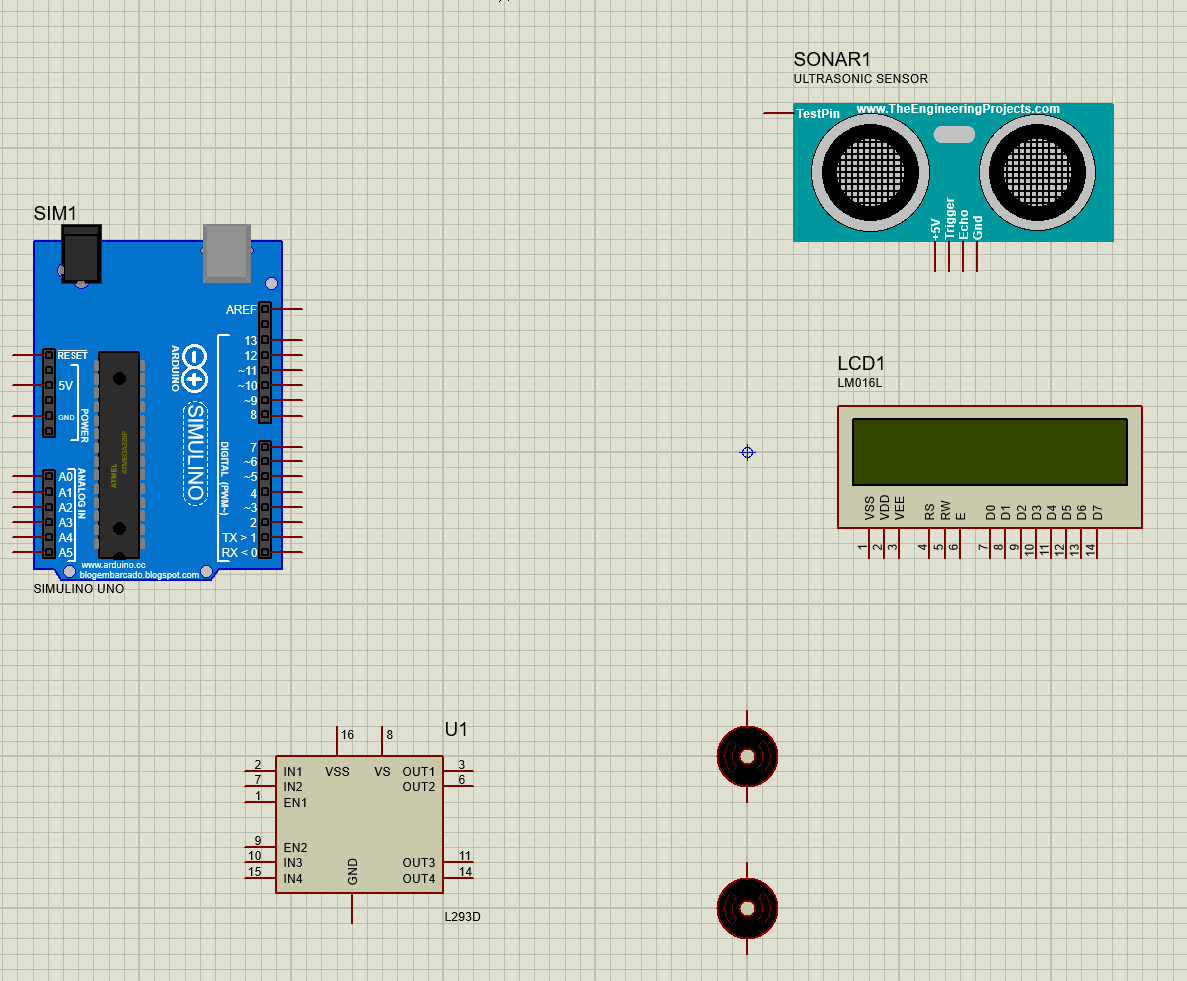 SONAR1
ULTRASONIC SENSOR
TestPin
www.TheEngineeringProjects.com
+5V
Trigger
Echo
Gnd
SIM1
AREF
13
12
~11
~10
~9
8
7
~6
~5
4
~3
2
TX > 1
RX < 0
RESET
5V
GND
POWER
A0
A1
A2
A3
A4
A5
ANALOG IN
ATMEL
ATMEGA328P
ARDUINO
SIMULINO
DIGITAL (PWM~)
www.arduino.cc
blogembarcado.blogspot.com
SIMULINO UNO
LCD1
LM016L
VSS
VDD
VEE
RS
RW
E
D0
D1
D2
D3
D4
D5
D6
D7
1
2
3
4
5
6
7
8
9
10
11
12
13
14
U1
16
8
VSS
VS
2
IN1
7
IN2
1
EN1
9
EN2
10
IN3
15
IN4
OUT1
3
OUT2
6
OUT3
11
OUT4
14
GND
L293D